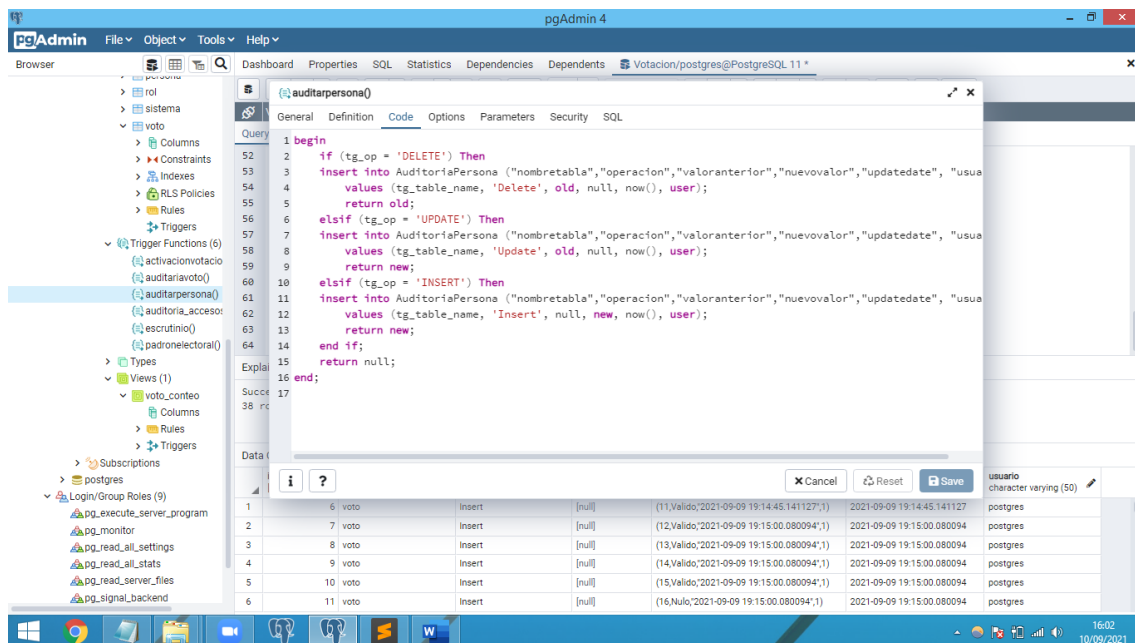 pgAdmin 4
pgAdmin File Object Tools Help
Browser
Dashboard Properties SQL Statistics Dependencies Dependents Votacion/postgres@PostgreSQL 11 *
persona
rol
sistema
voto
Columns
Constraints
Indexes
RLS Policies
Rules
Triggers
Trigger Functions (6)
activacionvotacio
auditariavoto()
auditarpersona()
auditoria_acceso
escrutinio()
padronelectoral()
Types
Views (1)
voto_conteo
Columns
Rules
Triggers
Subscriptions
postgres
Login/Group Roles (9)
pg_execute_server_program
pg_monitor
pg_read_all_settings
pg_read_all_stats
pg_read_server_files
pg_signal_backend
Query
52
53
54
55
56
57
58
59
60
61
62
63
64
Explai
Succe
38 ro
Data
auditarpersona()
General Definition Code Options Parameters Security SQL
1 begin
2 if (tg_op = 'DELETE') Then
3 insert into AuditoriaPersona ("nombretabla","operacion","valoranterior","nuevovalor","updatedate", "usua
4 values (tg_table_name, 'Delete', old, null, now(), user);
5 return old;
6 elsif (tg_op = 'UPDATE') Then
7 insert into AuditoriaPersona ("nombretabla","operacion","valoranterior","nuevovalor","updatedate", "usua
8 values (tg_table_name, 'Update', old, null, now(), user);
9 return new;
10 elsif (tg_op = 'INSERT') Then
11 insert into AuditoriaPersona ("nombretabla","operacion","valoranterior","nuevovalor","updatedate", "usua
12 values (tg_table_name, 'Insert', null, new, now(), user);
13 return new;
14 end if;
15 return null;
16 end;
17
i ? Cancel Reset Save
usuario
character varying (50)
1 6 voto Insert [null] (11,Valido,"2021-09-09 19:14:45.141127",1) 2021-09-09 19:14:45.141127 postgres
2 7 voto Insert [null] (12,Valido,"2021-09-09 19:15:00.080094",1) 2021-09-09 19:15:00.080094 postgres
3 8 voto Insert [null] (13,Valido,"2021-09-09 19:15:00.080094",1) 2021-09-09 19:15:00.080094 postgres
4 9 voto Insert [null] (14,Valido,"2021-09-09 19:15:00.080094",1) 2021-09-09 19:15:00.080094 postgres
5 10 voto Insert [null] (15,Valido,"2021-09-09 19:15:00.080094",1) 2021-09-09 19:15:00.080094 postgres
6 11 voto Insert [null] (16,Nulo,"2021-09-09 19:15:00.080094",1) 2021-09-09 19:15:00.080094 postgres
16:02
10/09/2021